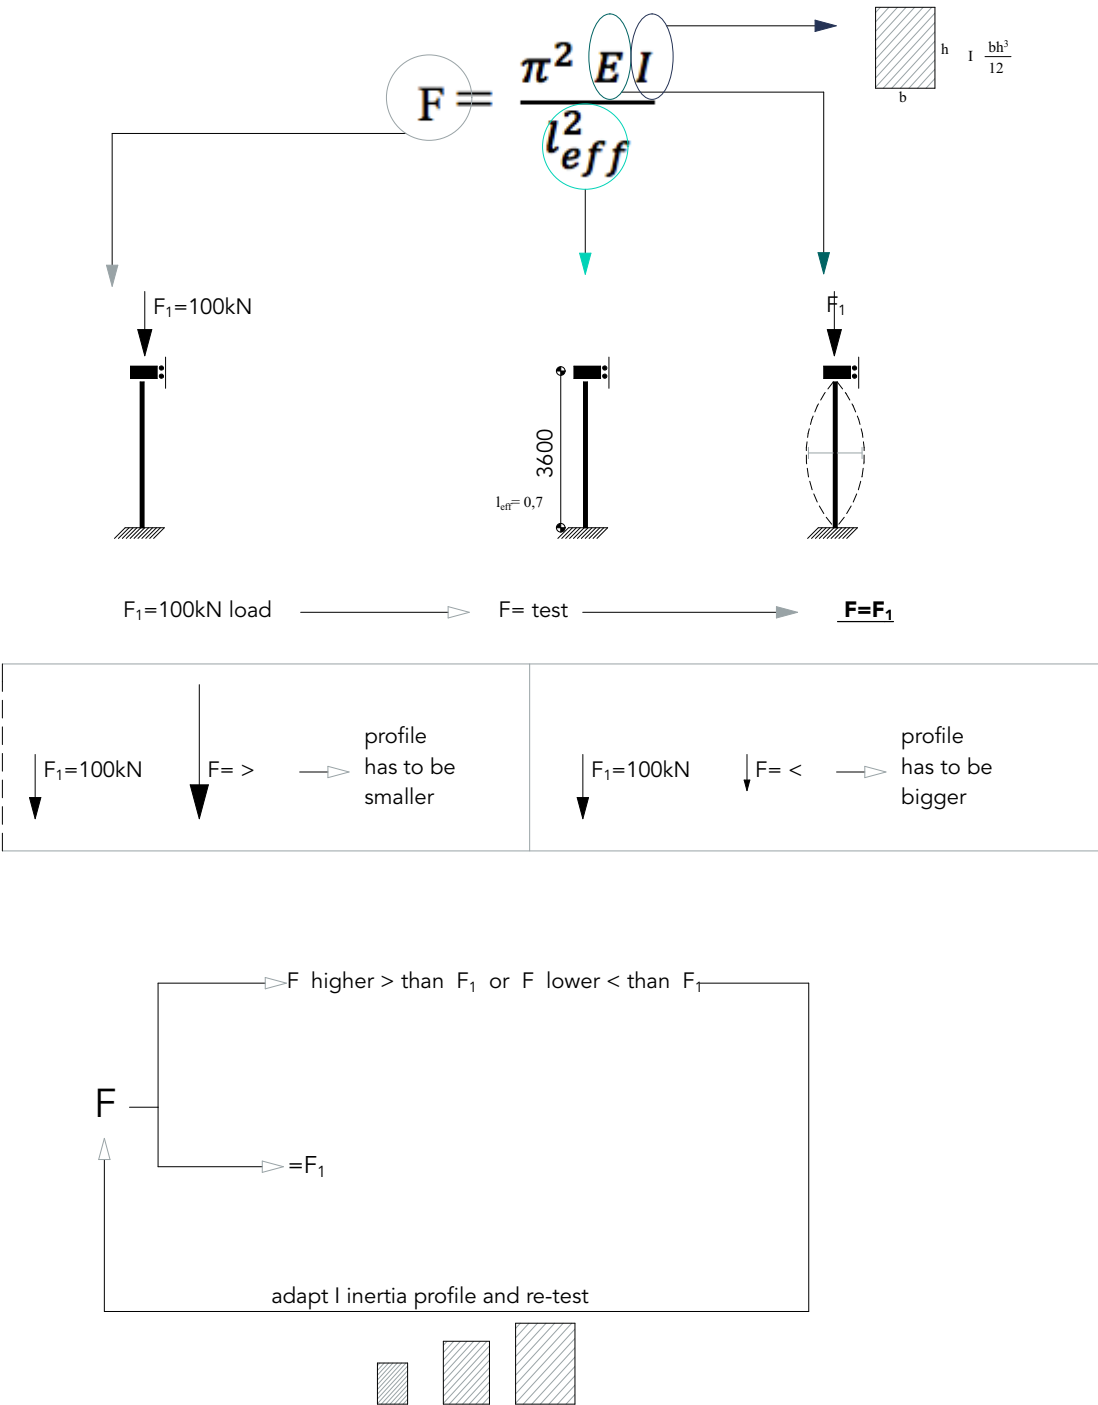 F = π² E I / l²eff
h
I bh³/12
b
F₁=100kN
F₁
3600
leff= 0,7
F₁=100kN load
F= test
F=F₁
F₁=100kN
F= >
profile
has to be
smaller
F₁=100kN
F= <
profile
has to be
bigger
F higher > than F₁ or F lower < than F₁
F
=F₁
adapt I inertia profile and re-test